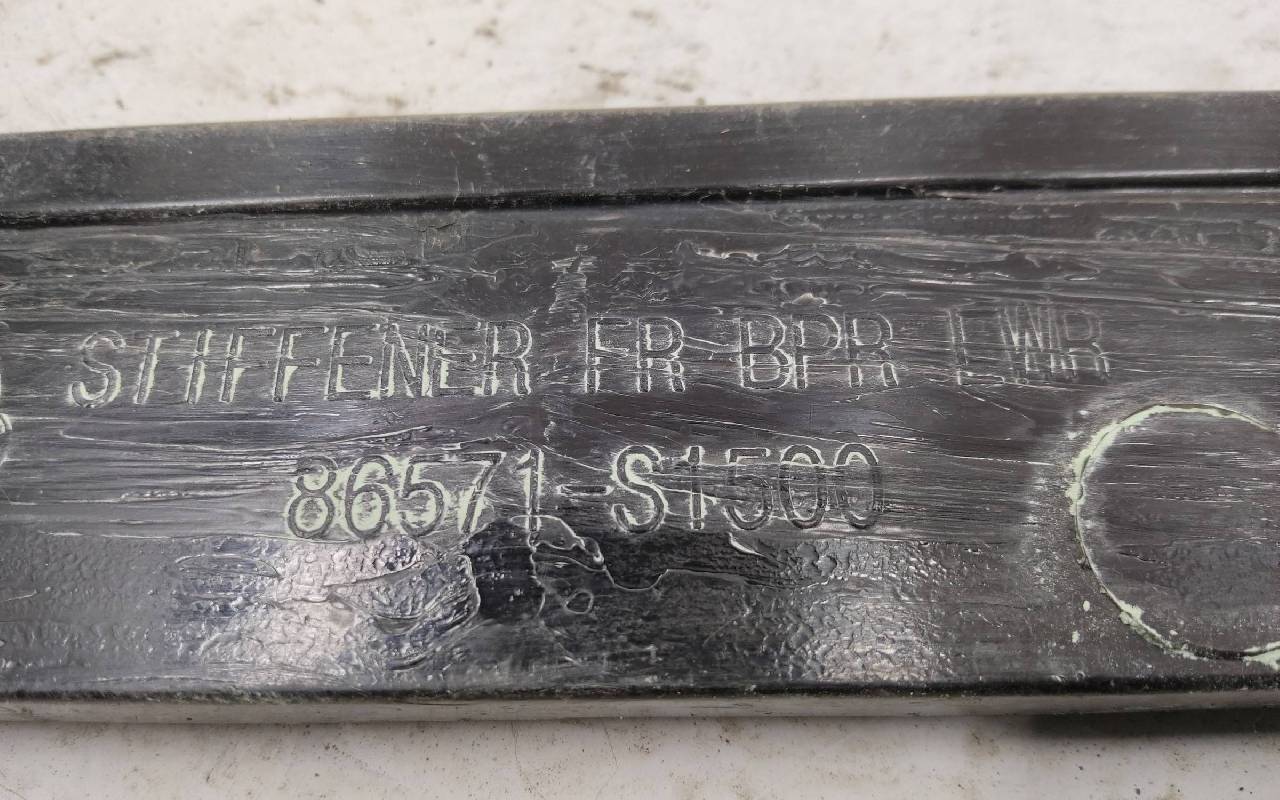 STIFFENER FR BPR LWR
86571-S1500